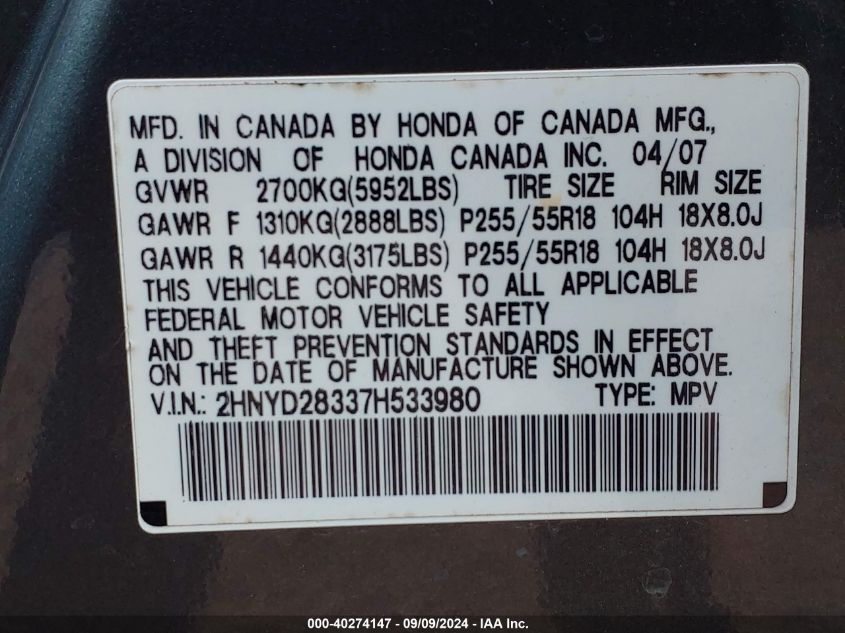 MFD. IN CANADA BY HONDA OF CANADA MFG.,
A DIVISION OF HONDA CANADA INC. 04/07
GVWR 2700KG(5952LBS) TIRE SIZE RIM SIZE
GAWR F 1310KG(2888LBS) P255/55R18 104H 18X8.0J
GAWR R 1440KG(3175LBS) P255/55R18 104H 18X8.0J
THIS VEHICLE CONFORMS TO ALL APPLICABLE
FEDERAL MOTOR VEHICLE SAFETY
AND THEFT PREVENTION STANDARDS IN EFFECT
ON THE DATE OF MANUFACTURE SHOWN ABOVE.
V.I.N.: 2HNYD28337H533980 TYPE: MPV
000-40274147 - 09/09/2024 - IAA Inc.